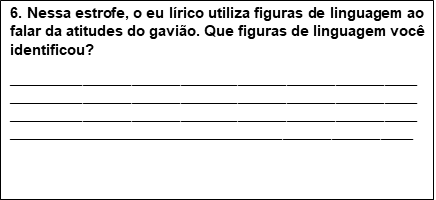 6. Nessa estrofe, o eu lírico utiliza figuras de linguagem ao
falar da atitudes do gavião. Que figuras de linguagem você
identificou?